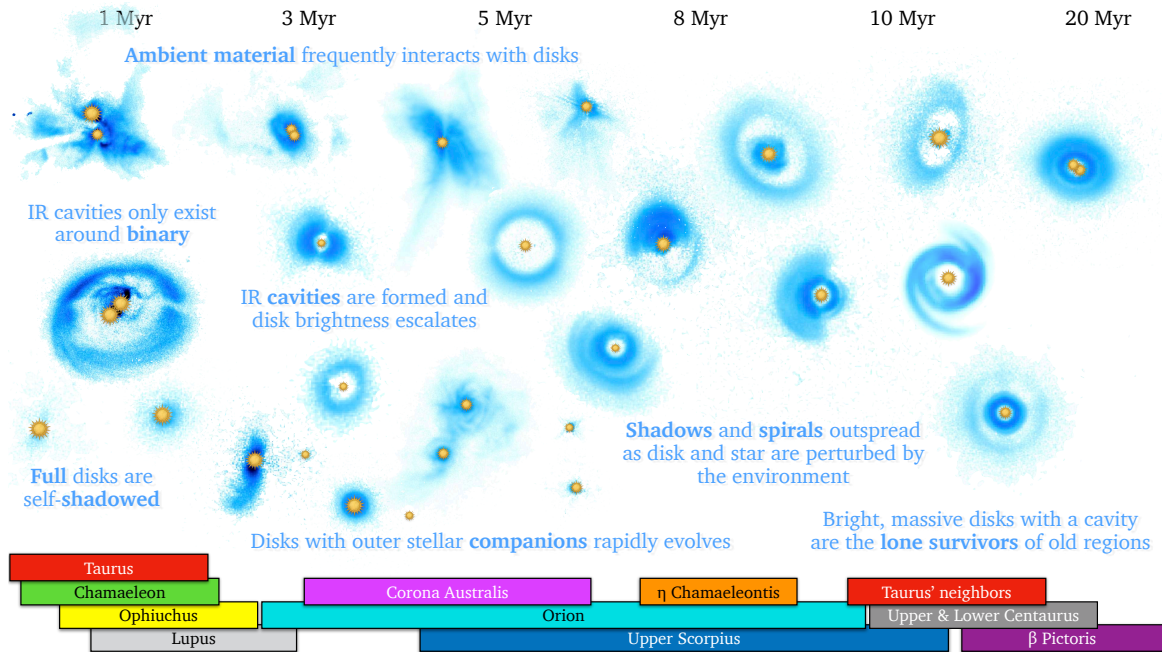 1 Myr 3 Myr 5 Myr 8 Myr 10 Myr 20 Myr
Ambient material frequently interacts with disks
IR cavities only exist
around binary
IR cavities are formed and
disk brightness escalates
Shadows and spirals outspread
as disk and star are perturbed by
the environment
Full disks are
self-shadowed
Bright, massive disks with a cavity
are the lone survivors of old regions
Disks with outer stellar companions rapidly evolves
Taurus
Chamaeleon
Corona Australis
η Chamaeleontis
Taurus' neighbors
Ophiuchus
Orion
Upper & Lower Centaurus
Lupus
Upper Scorpius
β Pictoris